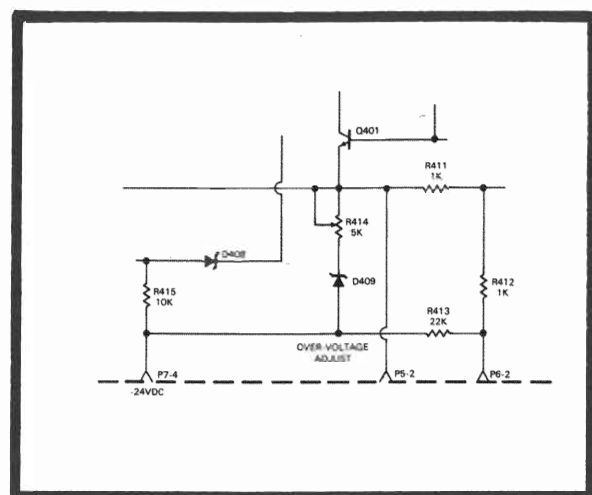 Q401
R411
1K
R414
5K
D408
R415
10K
D409
R412
1K
R413
22K
OVER-VOLTAGE
ADJUST
P7-4
P5-2
P6-2
-24VDC